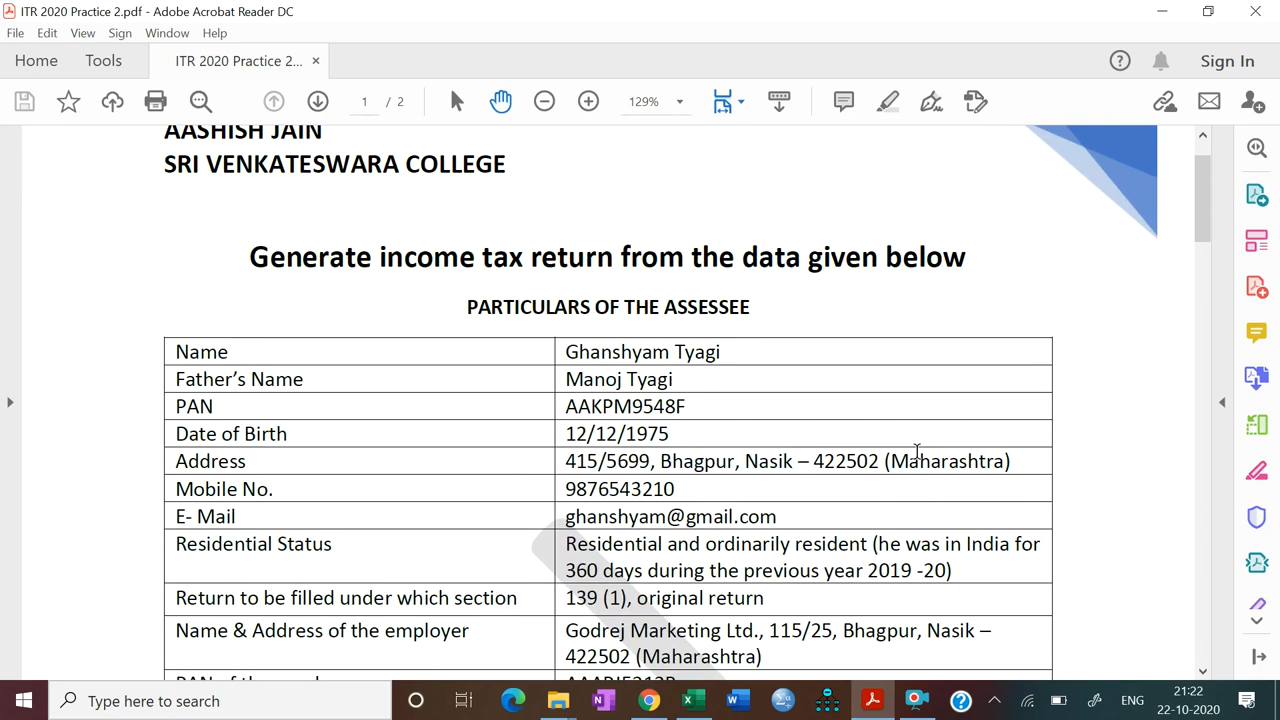 ITR 2020 Practice 2.pdf - Adobe Acrobat Reader DC
File Edit View Sign Window Help
Home Tools ITR 2020 Practice 2... × Sign In
1 / 2 129%
AASHISH JAIN
SRI VENKATESWARA COLLEGE
Generate income tax return from the data given below
PARTICULARS OF THE ASSESSEE
Name Ghanshyam Tyagi
Father’s Name Manoj Tyagi
PAN AAKPM9548F
Date of Birth 12/12/1975
Address 415/5699, Bhagpur, Nasik – 422502 (Maharashtra)
Mobile No. 9876543210
E- Mail ghanshyam@gmail.com
Residential Status Residential and ordinarily resident (he was in India for
360 days during the previous year 2019 -20)
Return to be filled under which section 139 (1), original return
Name & Address of the employer Godrej Marketing Ltd., 115/25, Bhagpur, Nasik –
422502 (Maharashtra)
Type here to search ENG 21:22
22-10-2020